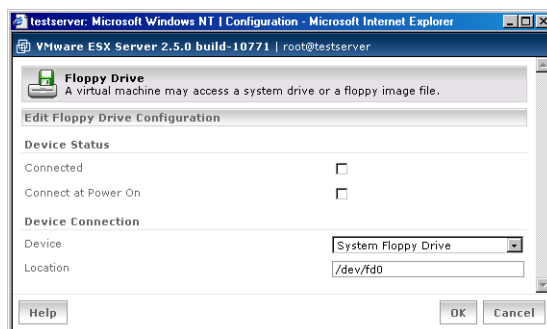 testserver: Microsoft Windows NT | Configuration - Microsoft Internet Explorer
VMware ESX Server 2.5.0 build-10771 | root@testserver
Floppy Drive
A virtual machine may access a system drive or a floppy image file.
Edit Floppy Drive Configuration
Device Status
Connected
Connect at Power On
Device Connection
Device System Floppy Drive
Location /dev/fd0
Help OK Cancel